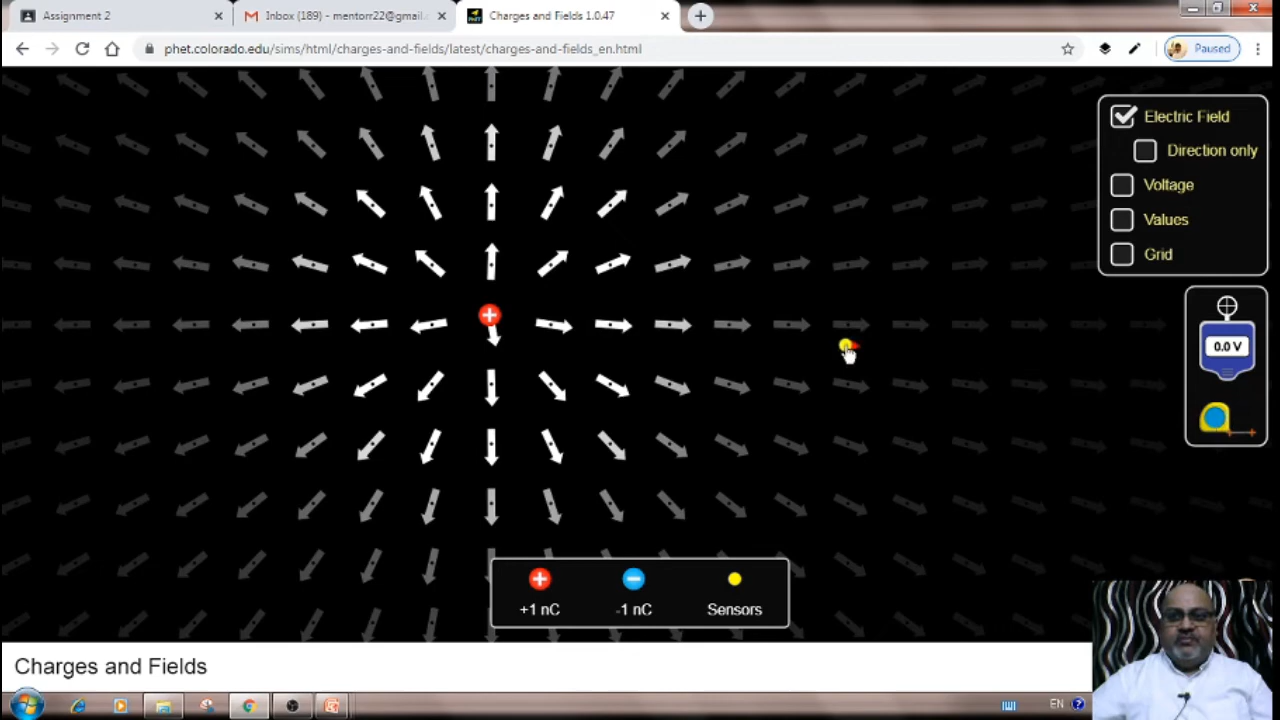 Assignment 2
Inbox (189) - mentorr22@gmail.c
Charges and Fields 1.0.47
phet.colorado.edu/sims/html/charges-and-fields/latest/charges-and-fields_en.html
Paused
Electric Field
Direction only
Voltage
Values
Grid
0.0 V
+1 nC
-1 nC
Sensors
Charges and Fields
EN